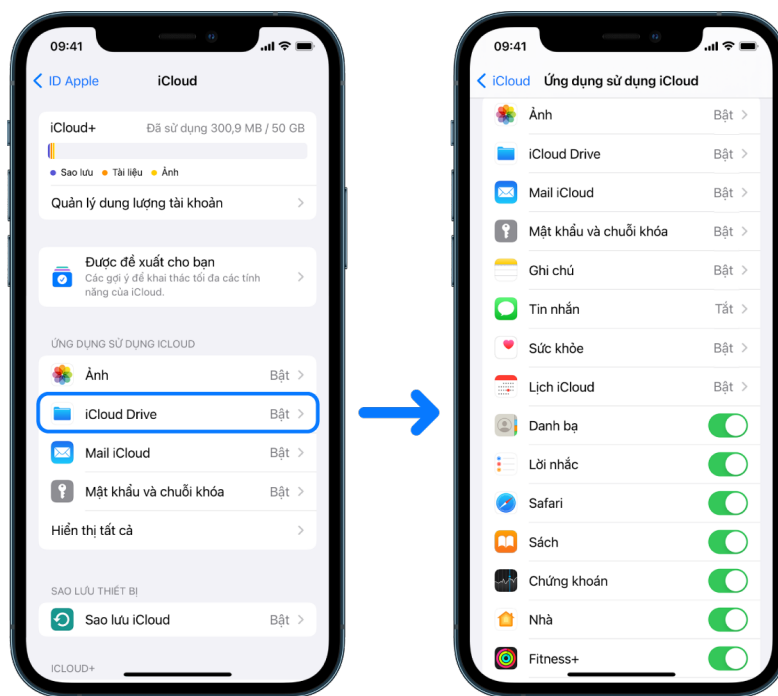 09:41
ID Apple
iCloud
iCloud+
Đã sử dụng 300,9 MB / 50 GB
Sao lưu
Tài liệu
Ảnh
Quản lý dung lượng tài khoản
Được đề xuất cho bạn
Các gợi ý để khai thác tối đa các tính
năng của iCloud.
ỨNG DỤNG SỬ DỤNG ICLOUD
Ảnh
Bật
iCloud Drive
Bật
Mail iCloud
Bật
Mật khẩu và chuỗi khóa
Bật
Hiển thị tất cả
SAO LƯU THIẾT BỊ
Sao lưu iCloud
Bật
ICLOUD+
09:41
iCloud
Ứng dụng sử dụng iCloud
Ảnh
Bật
iCloud Drive
Bật
Mail iCloud
Bật
Mật khẩu và chuỗi khóa
Bật
Ghi chú
Bật
Tin nhắn
Tắt
Sức khỏe
Bật
Lịch iCloud
Bật
Danh bạ
Lời nhắc
Safari
Sách
Chứng khoán
Nhà
Fitness+